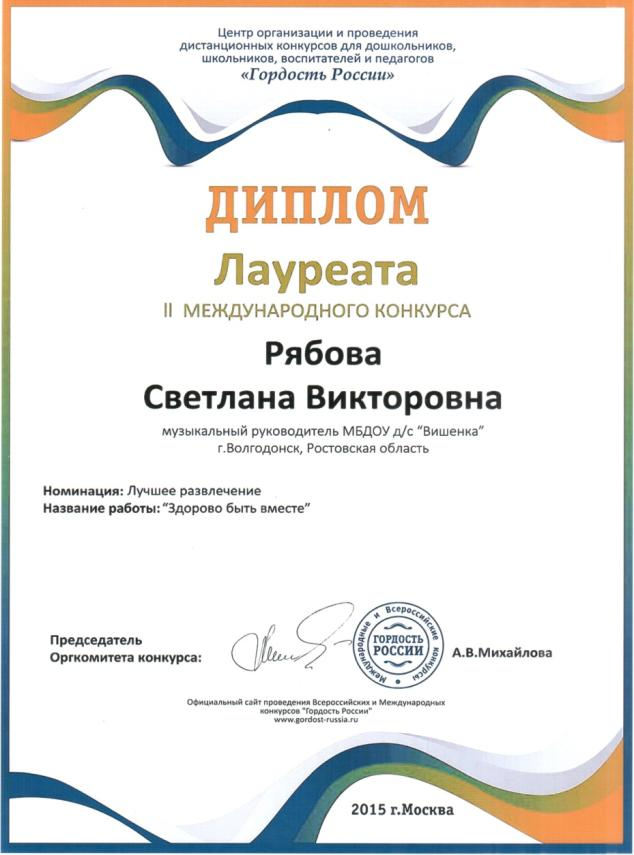 Центр организации и проведения
дистанционных конкурсов для дошкольников,
школьников, воспитателей и педагогов
«Гордость России»
ДИПЛОМ
Лауреата
II МЕЖДУНАРОДНОГО КОНКУРСА
Рябова
Светлана Викторовна
музыкальный руководитель МБДОУ д/с “Вишенка”
г.Волгодонск, Ростовская область
Номинация: Лучшее развлечение
Название работы: “Здорово быть вместе”
Председатель
Оргкомитета конкурса:
Международные и Всероссийские конкурсы
ГОРДОСТЬ
РОССИИ
А.В.Михайлова
Официальный сайт проведения Всероссийских и Международных
конкурсов "Гордость России"
www.gordost-russia.ru
2015 г.Москва